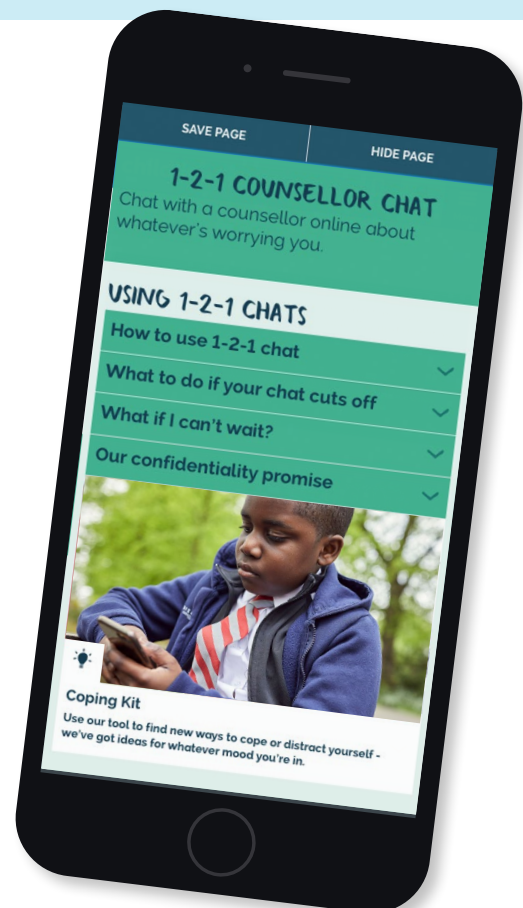 SAVE PAGE
HIDE PAGE
1-2-1 COUNSELLOR CHAT
Chat with a counsellor online about
whatever's worrying you.
USING 1-2-1 CHATS
How to use 1-2-1 chat
What to do if your chat cuts off
What if I can't wait?
Our confidentiality promise
Coping Kit
Use our tool to find new ways to cope or distract yourself -
we've got ideas for whatever mood you're in.